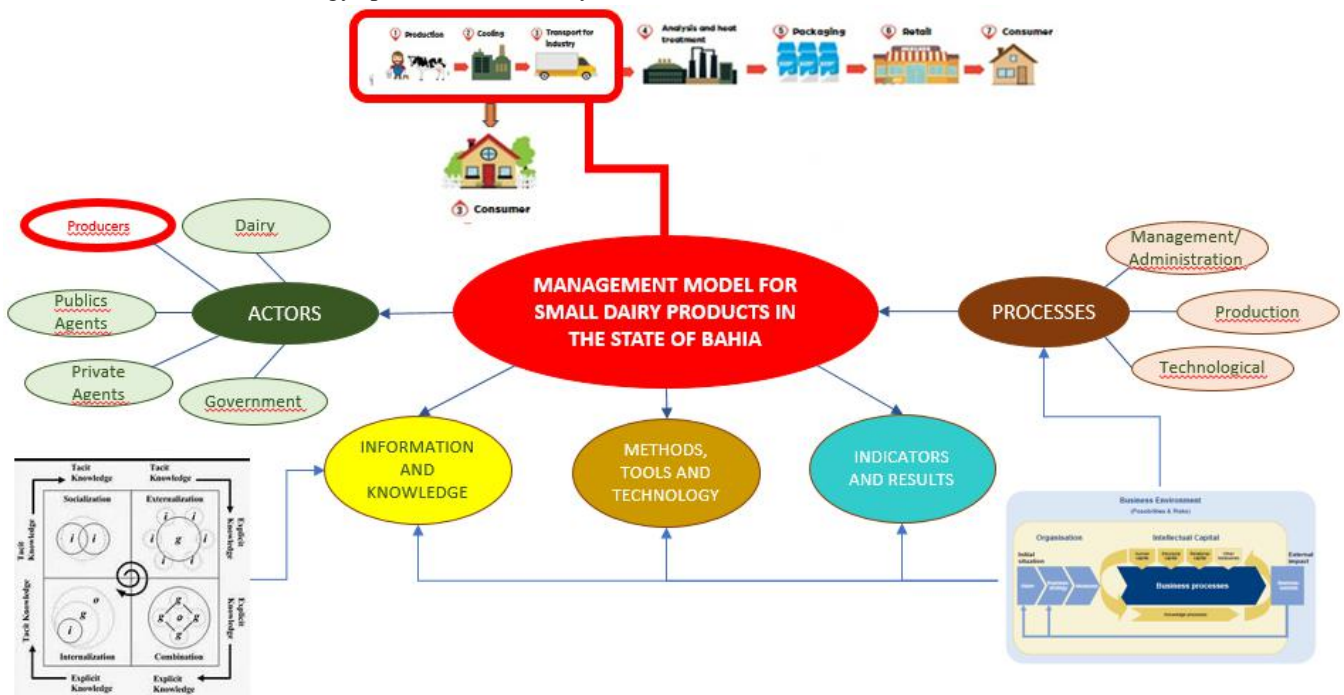 1 Production
2 Cooling
3 Transport for
industry
4 Analysis and heat
treatment
5 Packaging
6 Retail
7 Consumer
3 Consumer
Producers
Dairy
Publics
Agents
Private
Agents
Government
ACTORS
MANAGEMENT MODEL FOR
SMALL DAIRY PRODUCTS IN
THE STATE OF BAHIA
PROCESSES
Management/
Administration
Production
Technological
INFORMATION
AND
KNOWLEDGE
METHODS,
TOOLS AND
TECHNOLOGY
INDICATORS
AND RESULTS
Tacit
Knowledge
Tacit
Knowledge
Socialization
Externalization
i i
i i
i g i
i i
Tacit
Knowledge
Explicit
Knowledge
Tacit Knowledge
Explicit
Knowledge
o
g
i
g
g o g
g
Internalization
Combination
Explicit
Knowledge
Explicit
Knowledge
Business Environment
(Possibilities & Risks)
Organisation
Intellectual Capital
Initial
situation
External
impact
Business processes
Knowledge processes